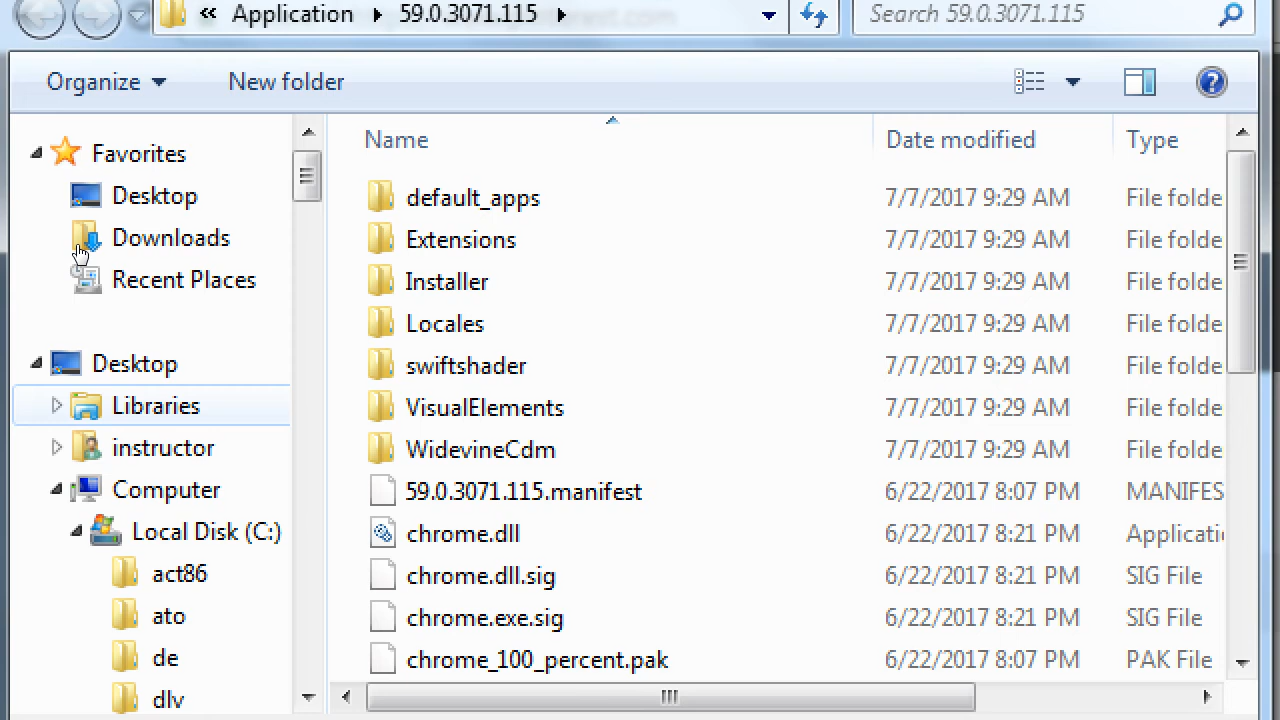 « Application ▸ 59.0.3071.115 ▸
Search 59.0.3071.115
Organize New folder
Name Date modified Type
Favorites
Desktop
Downloads
Recent Places
Desktop
Libraries
instructor
Computer
Local Disk (C:)
act86
ato
de
dlv
default_apps 7/7/2017 9:29 AM File folde
Extensions 7/7/2017 9:29 AM File folde
Installer 7/7/2017 9:29 AM File folde
Locales 7/7/2017 9:29 AM File folde
swiftshader 7/7/2017 9:29 AM File folde
VisualElements 7/7/2017 9:29 AM File folde
WidevineCdm 7/7/2017 9:29 AM File folde
59.0.3071.115.manifest 6/22/2017 8:07 PM MANIFES
chrome.dll 6/22/2017 8:21 PM Applicati
chrome.dll.sig 6/22/2017 8:21 PM SIG File
chrome.exe.sig 6/22/2017 8:21 PM SIG File
chrome_100_percent.pak 6/22/2017 8:07 PM PAK File